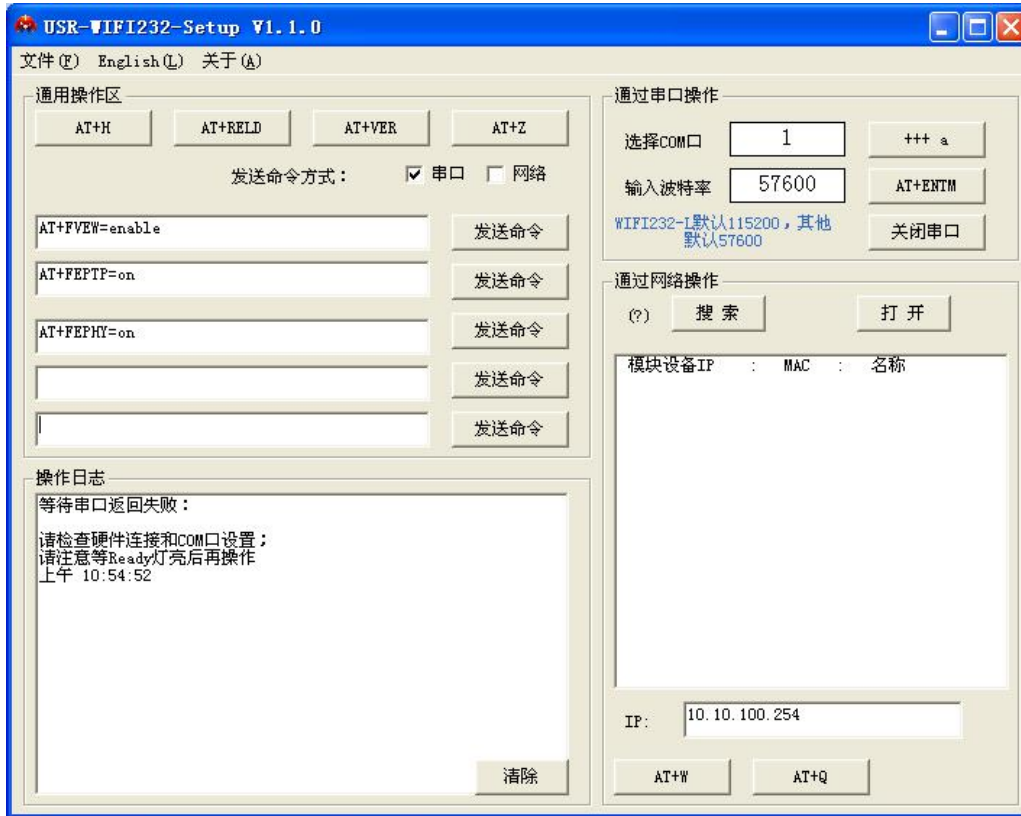 USR-WIFI232-Setup V1.1.0
文件(F) English(L) 关于(A)
通用操作区
AT+H AT+RELD AT+VER AT+Z
发送命令方式： 串口 网络
AT+FVEW=enable 发送命令
AT+FEPTP=on 发送命令
AT+FEPHY=on 发送命令
发送命令
发送命令
操作日志
等待串口返回失败：
请检查硬件连接和COM口设置；
请注意等Ready灯亮后再操作
上午 10:54:52
清除
通过串口操作
选择COM口 1 +++ a
输入波特率 57600 AT+ENTM
WIFI232-L默认115200，其他
默认57600
关闭串口
通过网络操作
(?) 搜 索 打 开
模块设备IP : MAC : 名称
IP: 10.10.100.254
AT+W AT+Q